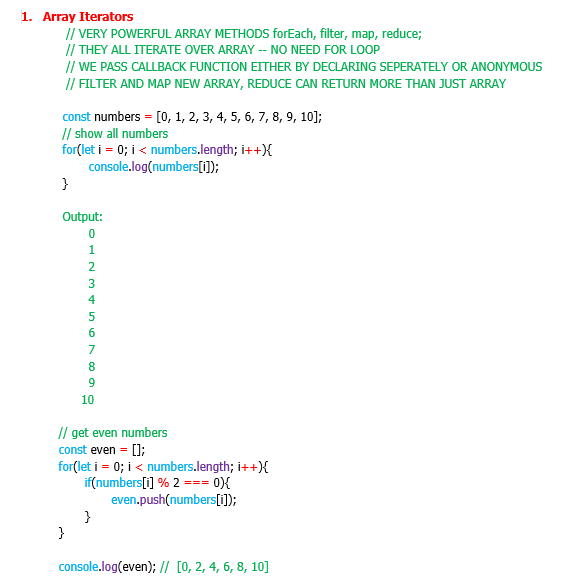 1. Array Iterators
// VERY POWERFUL ARRAY METHODS forEach, filter, map, reduce;
// THEY ALL ITERATE OVER ARRAY -- NO NEED FOR LOOP
// WE PASS CALLBACK FUNCTION EITHER BY DECLARING SEPERATELY OR ANONYMOUS
// FILTER AND MAP NEW ARRAY, REDUCE CAN RETURN MORE THAN JUST ARRAY
const numbers = [0, 1, 2, 3, 4, 5, 6, 7, 8, 9, 10];
// show all numbers
for(let i = 0; i < numbers.length; i++){
console.log(numbers[i]);
}
Output:
0
1
2
3
4
5
6
7
8
9
10
// get even numbers
const even = [];
for(let i = 0; i < numbers.length; i++){
if(numbers[i] % 2 === 0){
even.push(numbers[i]);
}
}
console.log(even); // [0, 2, 4, 6, 8, 10]